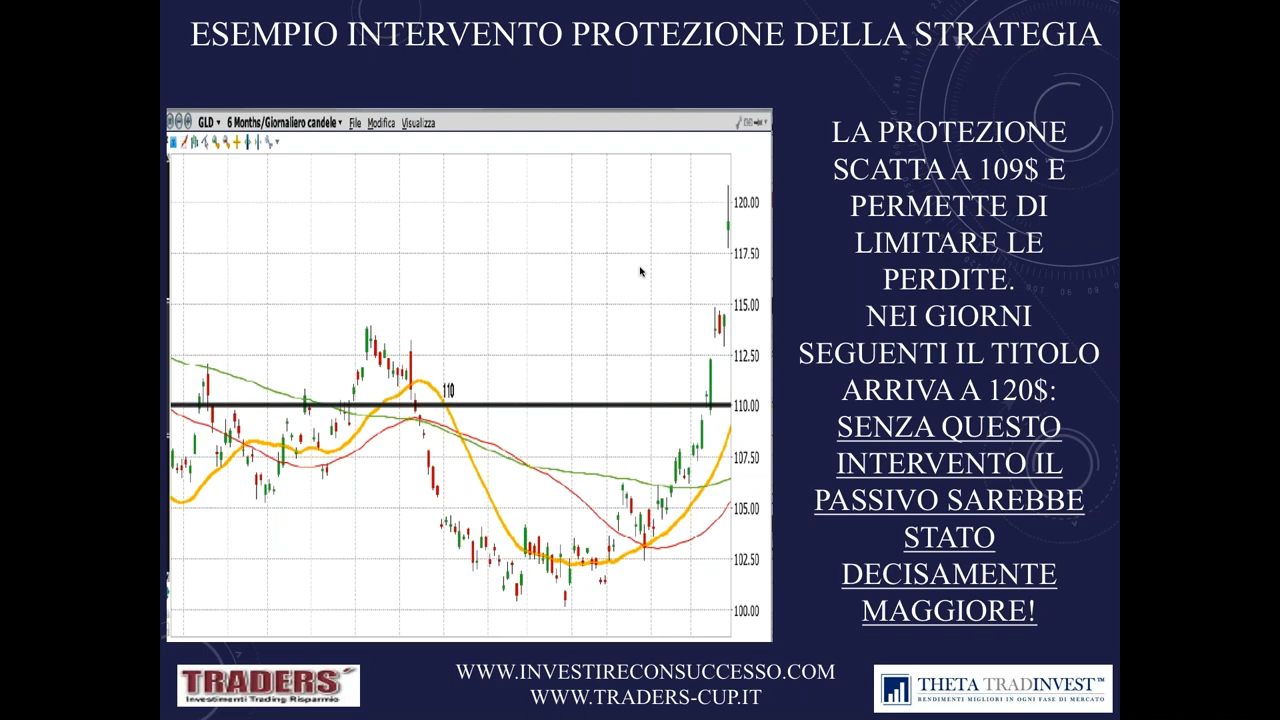 ESEMPIO INTERVENTO PROTEZIONE DELLA STRATEGIA
GLD 6 Months/Giornaliero candele File Modifica Visualizza
120.00
117.50
115.00
112.50
110
110.00
107.50
105.00
102.50
100.00
LA PROTEZIONE
SCATTA A 109$ E
PERMETTE DI
LIMITARE LE
PERDITE.
NEI GIORNI
SEGUENTI IL TITOLO
ARRIVA A 120$:
SENZA QUESTO
INTERVENTO IL
PASSIVO SAREBBE
STATO
DECISAMENTE
MAGGIORE!
TRADERS´
Investimenti Trading Risparmio
WWW.INVESTIRECONSUCCESSO.COM
WWW.TRADERS-CUP.IT
THETA TRADINVEST™
RENDIMENTI MIGLIORI IN OGNI FASE DI MERCATO